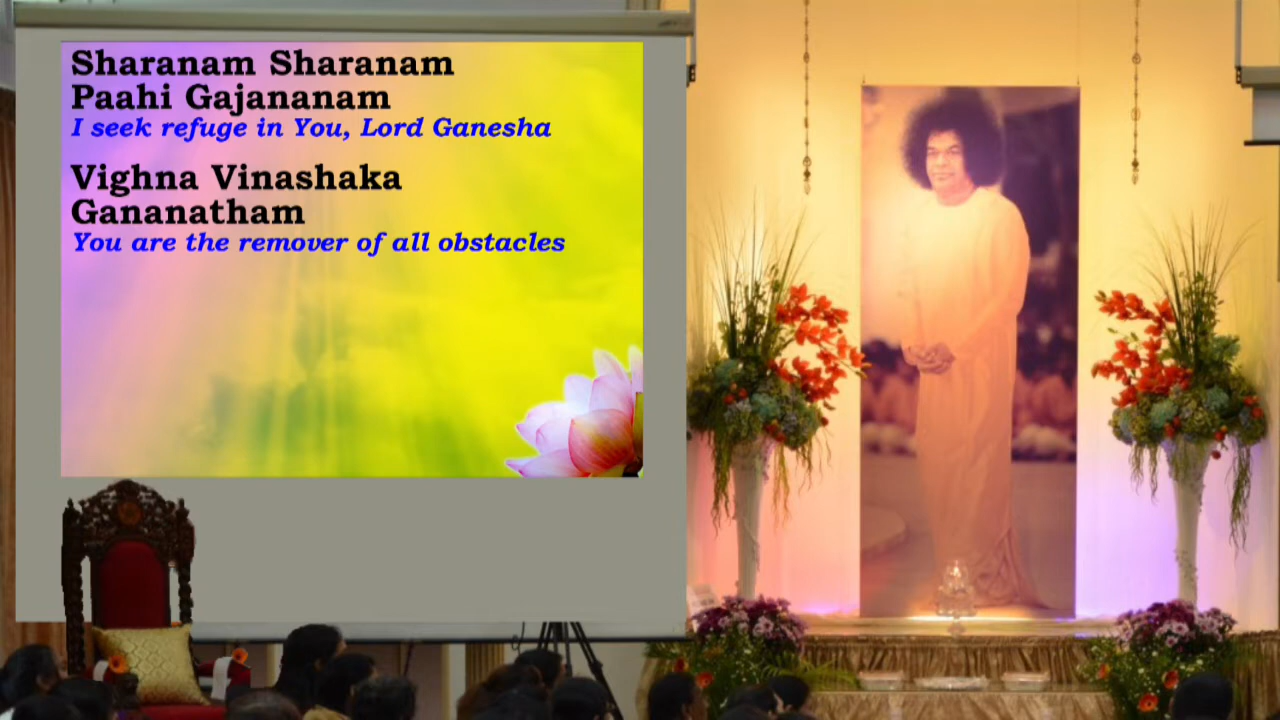 Sharanam Sharanam
Paahi Gajananam
I seek refuge in You, Lord Ganesha
Vighna Vinashaka
Gananatham
You are the remover of all obstacles